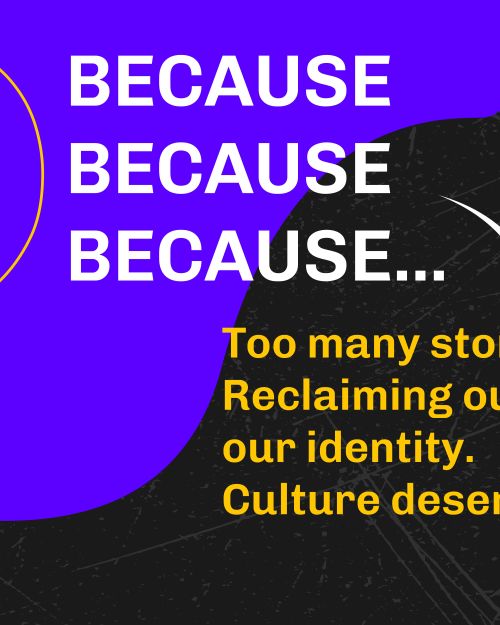 BECAUSE
BECAUSE
BECAUSE...
Too many
Reclaiming
our identity.
Culture